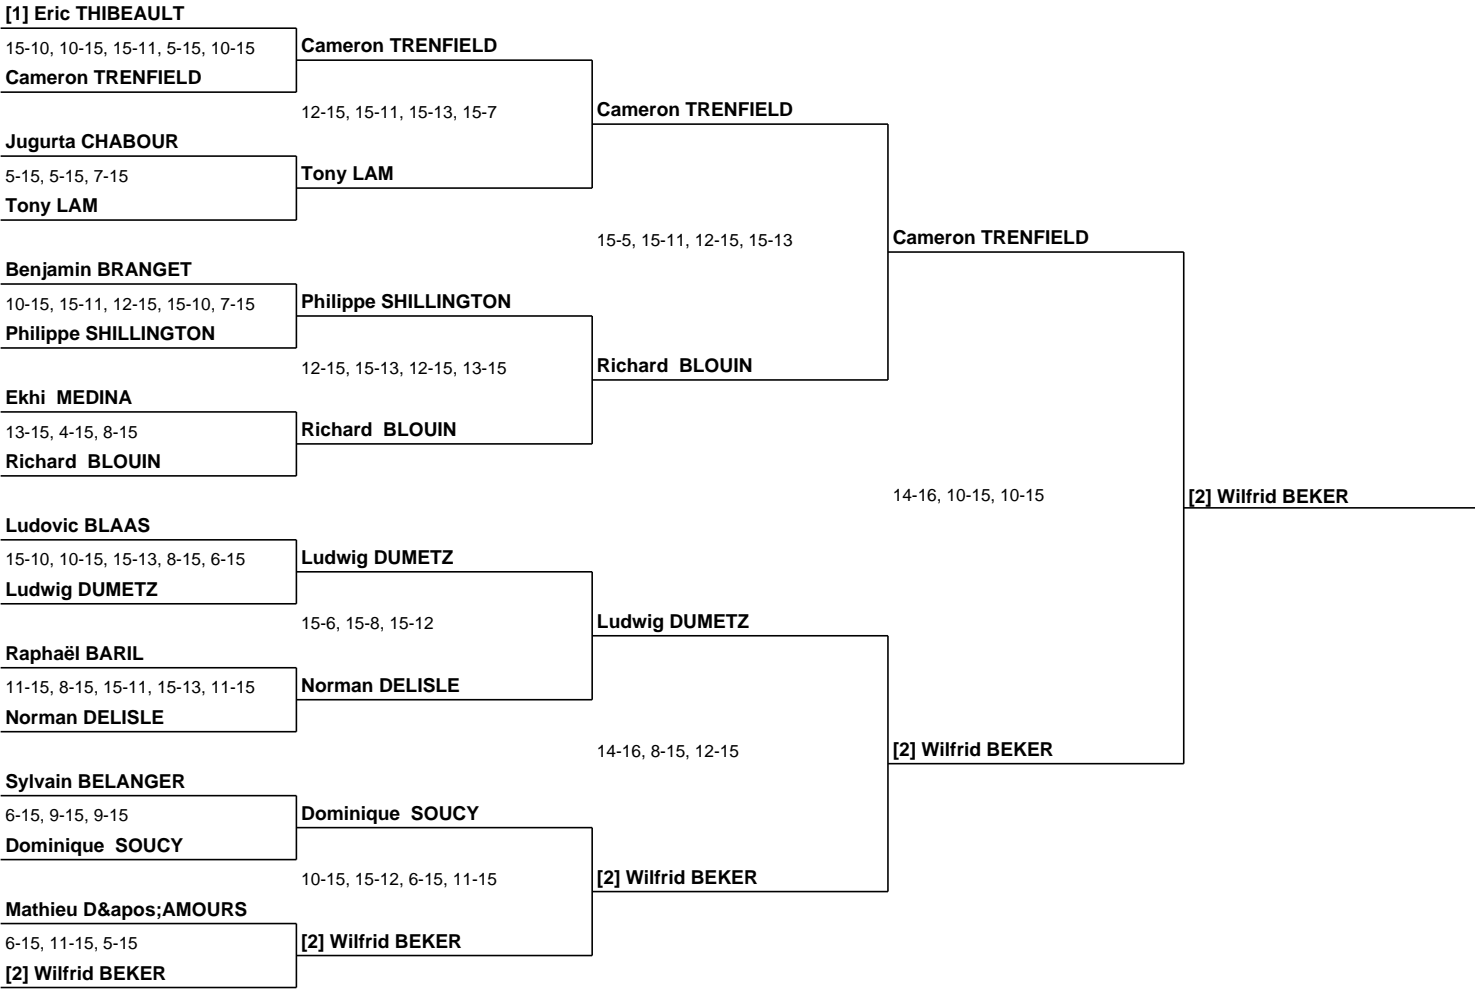 [1] Eric THIBEAULT
15-10, 10-15, 15-11, 5-15, 10-15
Cameron TRENFIELD
Cameron TRENFIELD
12-15, 15-11, 15-13, 15-7
Cameron TRENFIELD
Jugurta CHABOUR
5-15, 5-15, 7-15
Tony LAM
Tony LAM
15-5, 15-11, 12-15, 15-13
Cameron TRENFIELD
Benjamin BRANGET
10-15, 15-11, 12-15, 15-10, 7-15
Philippe SHILLINGTON
Philippe SHILLINGTON
12-15, 15-13, 12-15, 13-15
Richard  BLOUIN
Ekhi  MEDINA
13-15, 4-15, 8-15
Richard  BLOUIN
Richard  BLOUIN
14-16, 10-15, 10-15
[2] Wilfrid BEKER
Ludovic BLAAS
15-10, 10-15, 15-13, 8-15, 6-15
Ludwig DUMETZ
Ludwig DUMETZ
15-6, 15-8, 15-12
Ludwig DUMETZ
Raphaël BARIL
11-15, 8-15, 15-11, 15-13, 11-15
Norman DELISLE
Norman DELISLE
14-16, 8-15, 12-15
[2] Wilfrid BEKER
Sylvain BELANGER
6-15, 9-15, 9-15
Dominique  SOUCY
Dominique  SOUCY
10-15, 15-12, 6-15, 11-15
[2] Wilfrid BEKER
Mathieu D&apos;AMOURS
6-15, 11-15, 5-15
[2] Wilfrid BEKER
[2] Wilfrid BEKER